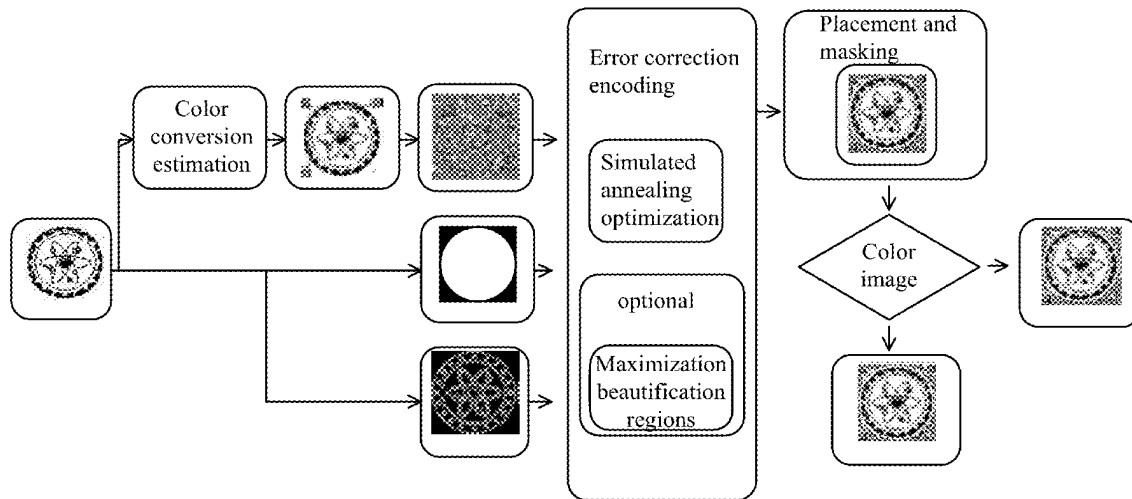 Color
conversion
estimation
Error correction
encoding
Simulated
annealing
optimization
optional
Maximization
beautification
regions
Placement and
masking
Color
image